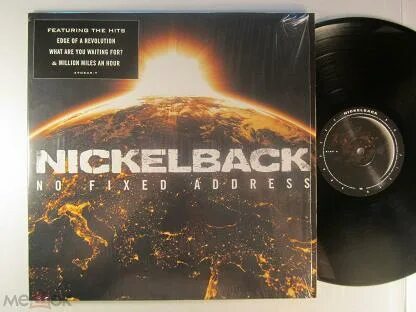 FEATURING THE HITS
EDGE OF A REVOLUTION
WHAT ARE YOU WAITING FOR?
& MILLION MILES AN HOUR
NICKELBACK
NO FIXED ADDRESS
NICKELBACK